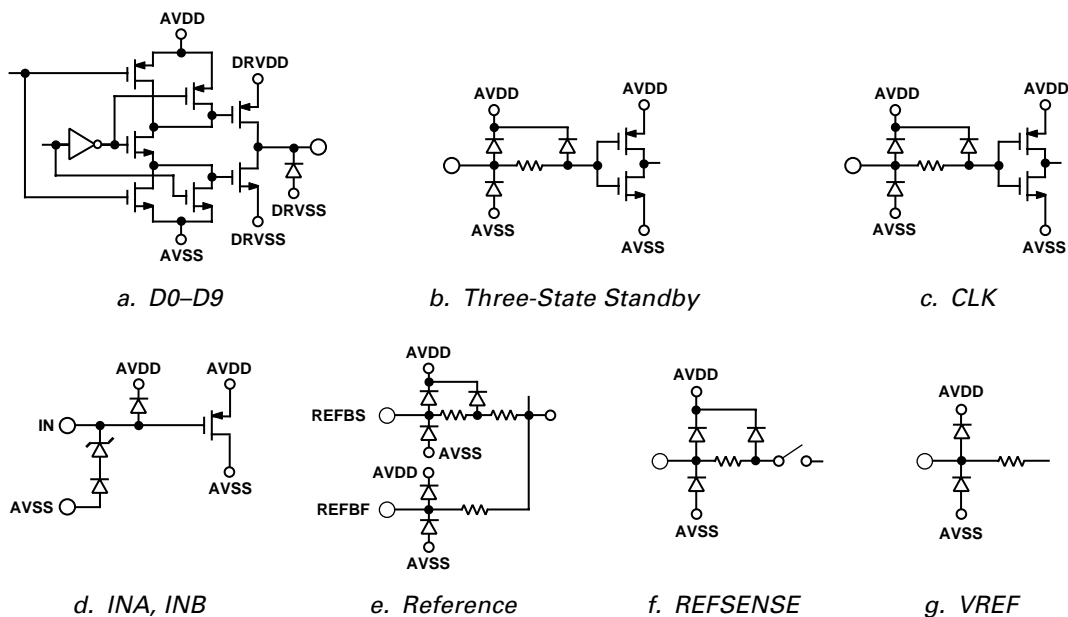 AVDD
DRVDD
DRVSS
AVSS
DRVSS
a. D0–D9
AVDD
AVDD
AVSS
AVSS
b. Three-State Standby
AVDD
AVDD
AVSS
AVSS
c. CLK
AVDD
AVDD
IN
AVSS
AVSS
d. INA, INB
AVDD
REFBS
AVSS
AVDD
REFBF
AVSS
e. Reference
AVDD
AVSS
f. REFSENSE
AVDD
AVSS
g. VREF